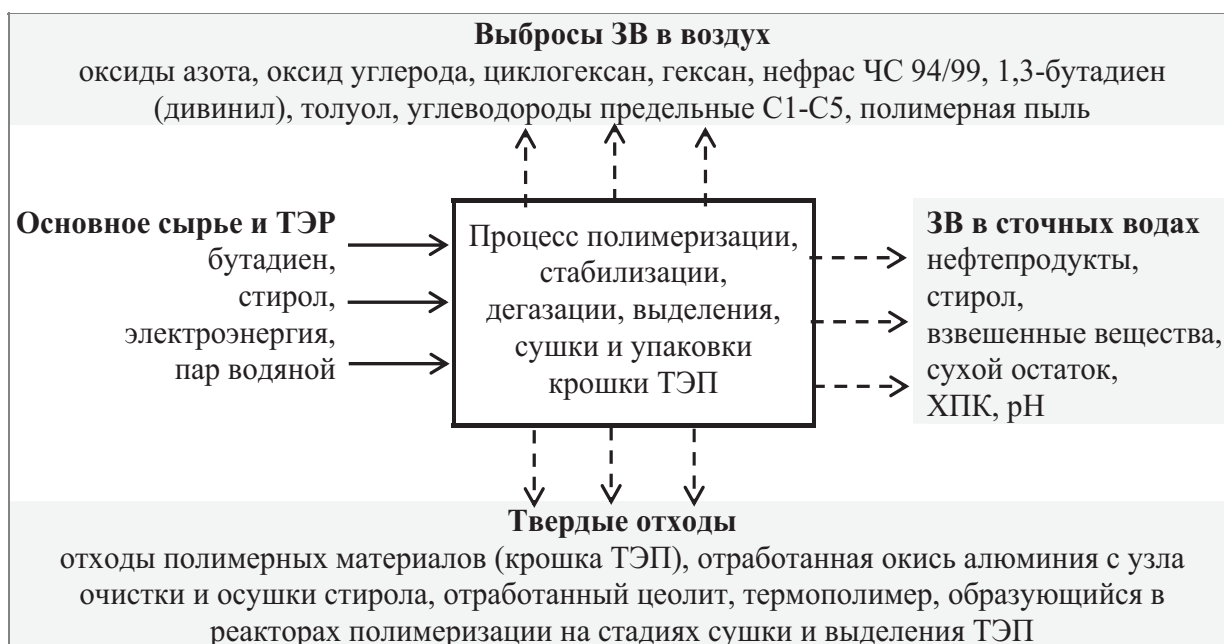 Выбросы ЗВ в воздух
оксиды азота, оксид углерода, циклогексан, гексан, нефрас ЧС 94/99, 1,3-бутадиен
(дивинил), толуол, углеводороды предельные С1-С5, полимерная пыль
Основное сырье и ТЭР
бутадиен,
стирол,
электроэнергия,
пар водяной
Процесс полимеризации,
стабилизации,
дегазации, выделения,
сушки и упаковки
крошки ТЭП
ЗВ в сточных водах
нефтепродукты,
стирол,
взвешенные вещества,
сухой остаток,
ХПК, рН
Твердые отходы
отходы полимерных материалов (крошка ТЭП), отработанная окись алюминия с узла
очистки и осушки стирола, отработанный цеолит, термополимер, образующийся в
реакторах полимеризации на стадиях сушки и выделения ТЭП